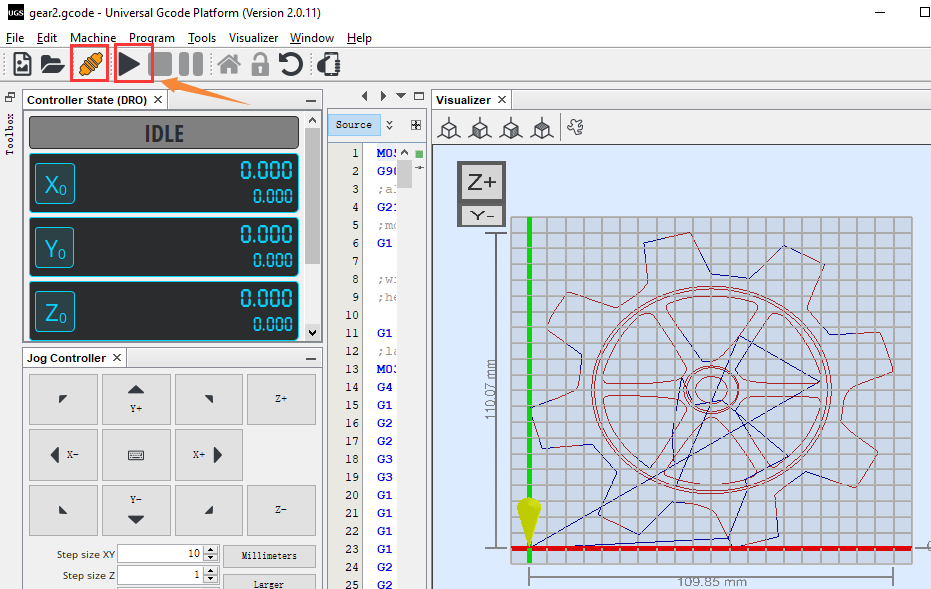 UGS gear2.gcode - Universal Gcode Platform (Version 2.0.11)
File Edit Machine Program Tools Visualizer Window Help
Toolbox
Controller State (DRO)
IDLE
X0 0.000
0.000
Y0 0.000
0.000
Z0 0.000
0.000
Jog Controller
Y+
Z+
X-
X+
Y-
Z-
Step size XY 10 Millimeters
Step size Z 1
Larger
Source
1 M05
2 G90
3
4 G21
5
6 G1
7
8
9
10
11 G1
12
13 M03
14 G4
15 G1
16 G2
17 G2
18 G3
19 G3
20 G1
21 G1
22 G1
23 G1
24 G2
25 G2
Visualizer
Z+
Y-
110.07 mm
109.85 mm